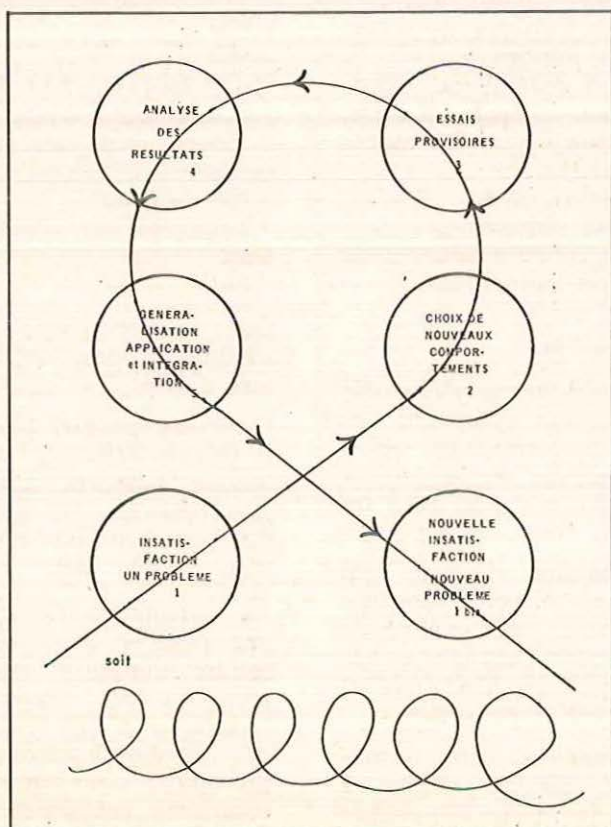 ANALYSE
DES
RESULTATS
4
ESSAIS
PROVISOIRES
3
GENERA-
LISATION
APPLICATION
et INTEGRA-
TION
5
CHOIX DE
NOUVEAUX
COMPOR-
TEMENTS
2
INSATIS-
FACTION
UN PROBLEME
1
NOUVELLE
INSATIS-
FACTION
NOUVEAU
PROBLEME
1 bis
soit